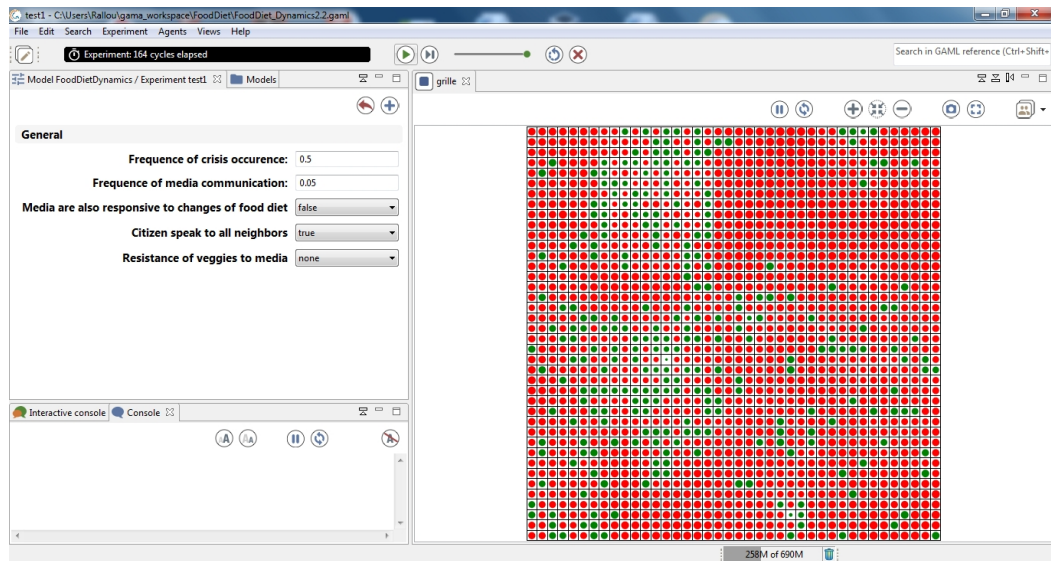 test1 - C:\Users\Rallou\gama_workspace\FoodDiet\FoodDiet_Dynamics2.2.gaml
File Edit Search Experiment Agents Views Help
Experiment: 164 cycles elapsed
Search in GAML reference (Ctrl+Shift+
Model FoodDietDynamics / Experiment test1
Models
grille
General
Frequence of crisis occurence: 0.5
Frequence of media communication: 0.05
Media are also responsive to changes of food diet false
Citizen speak to all neighbors true
Resistance of veggies to media none
Interactive console
Console
AA
AA
A
258M of 690M